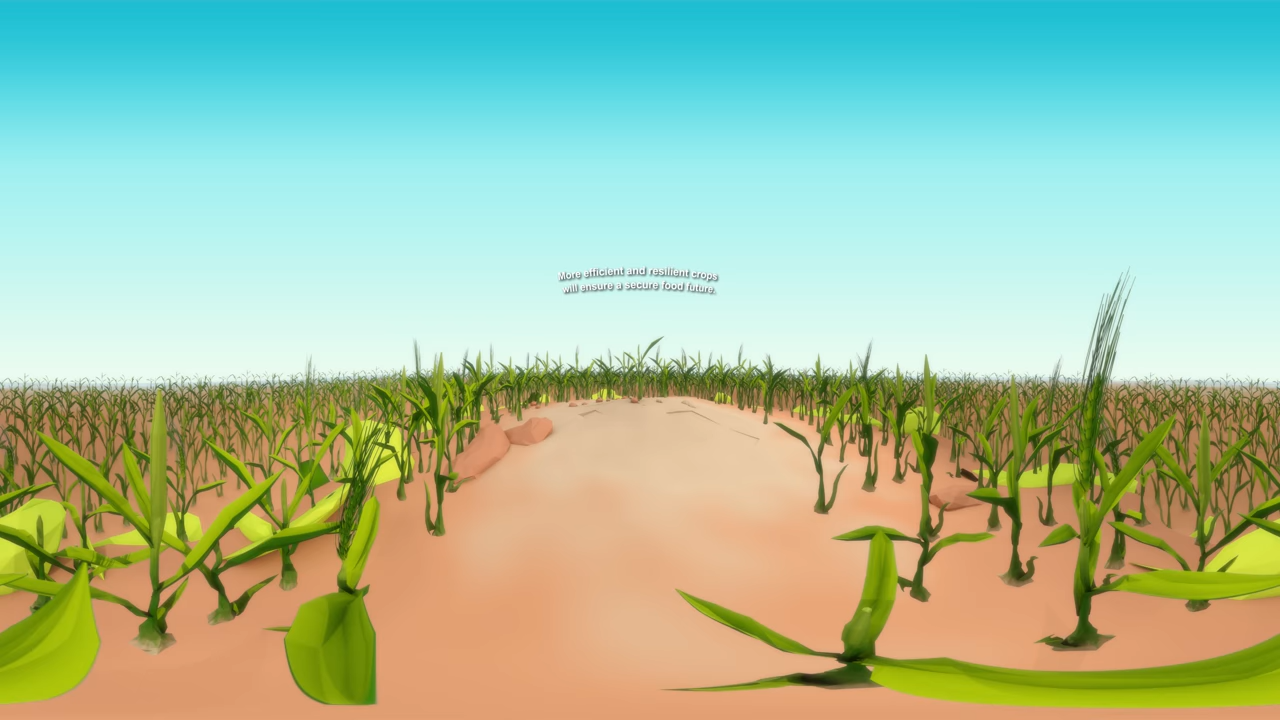 More efficient and resilient crops
will ensure a secure food future.